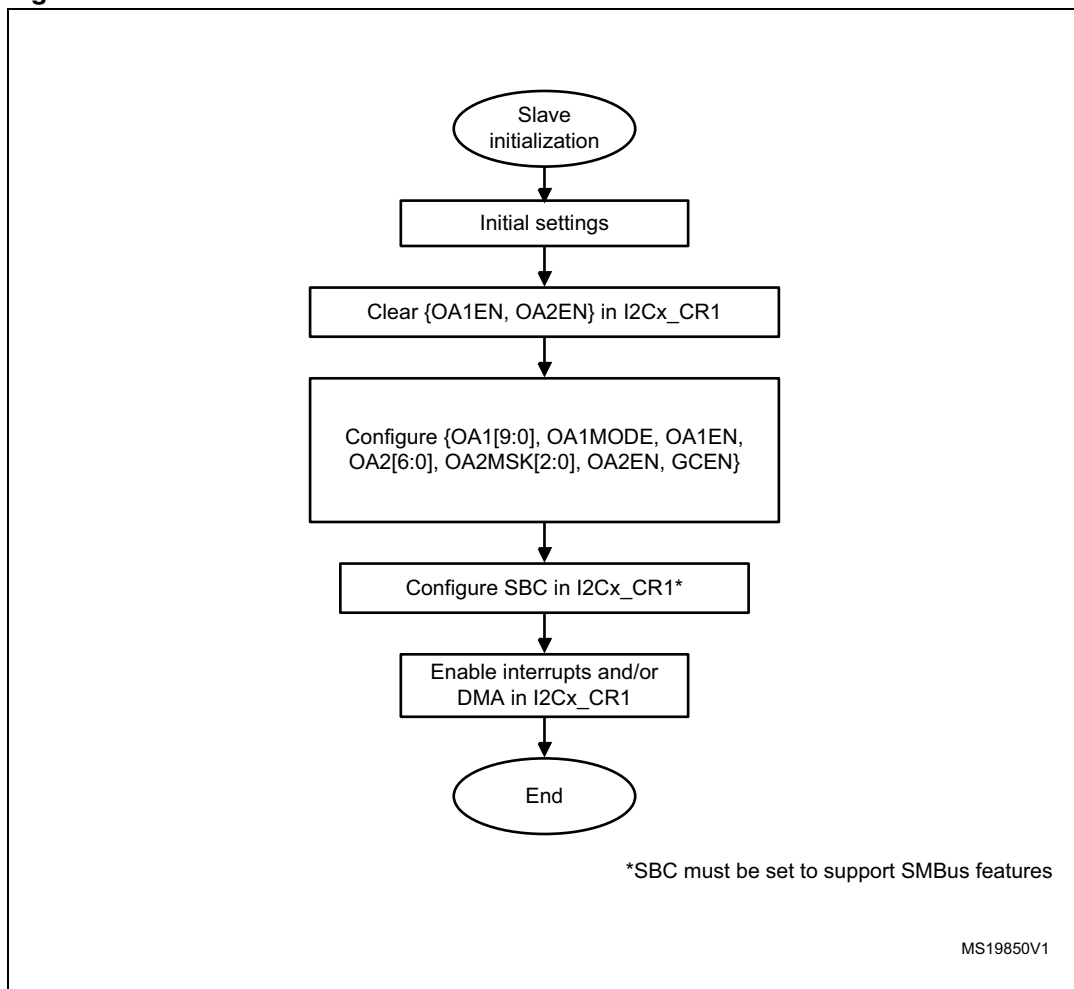 Slave
initialization
Initial settings
Clear {OA1EN, OA2EN} in I2Cx_CR1
Configure {OA1[9:0], OA1MODE, OA1EN,
OA2[6:0], OA2MSK[2:0], OA2EN, GCEN}
Configure SBC in I2Cx_CR1*
Enable interrupts and/or
DMA in I2Cx_CR1
End
*SBC must be set to support SMBus features
MS19850V1